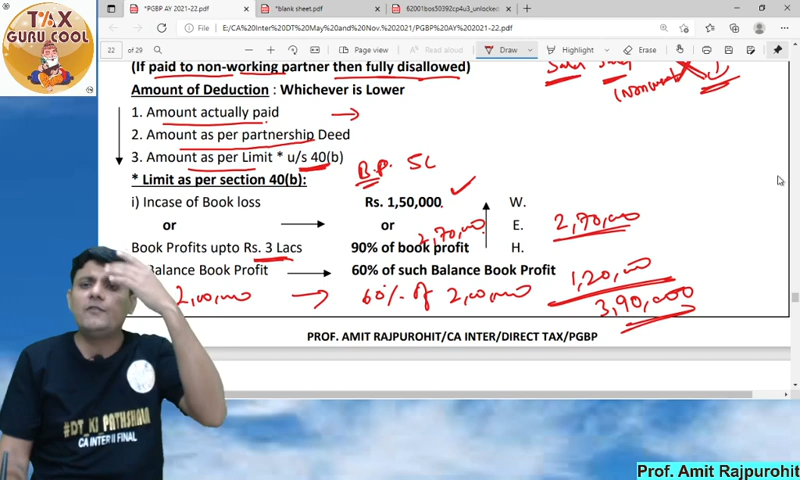 TAX
GURU COOL
*PGBP AY 2021-22.pdf
*blank sheet.pdf
62001bos50392cp4u3_unlocked
E:/CA%20Inter%20DT%20May%20and%20Nov.%202021/PGBP%20AY%202021-22.pdf
22 of 29
Page view
Read aloud
Draw
Highlight
Erase
(If paid to non-working partner then fully disallowed)
Amount of Deduction : Whichever is Lower
1. Amount actually paid
2. Amount as per partnership Deed
3. Amount as per Limit * u/s 40(b)
B.P. 5L
* Limit as per section 40(b):
i) Incase of Book loss Rs. 1,50,000. W.
or or E. 2,70,000
2,70,000
Book Profits upto Rs. 3 Lacs 90% of book profit H.
Balance Book Profit 60% of such Balance Book Profit 1,20,000
2,00,000 → 60% of 2,00,000 3,90,000
PROF. AMIT RAJPUROHIT/CA INTER/DIRECT TAX/PGBP
#DT_KI PATHSHALA
CA INTER II FINAL
Prof. Amit Rajpurohit